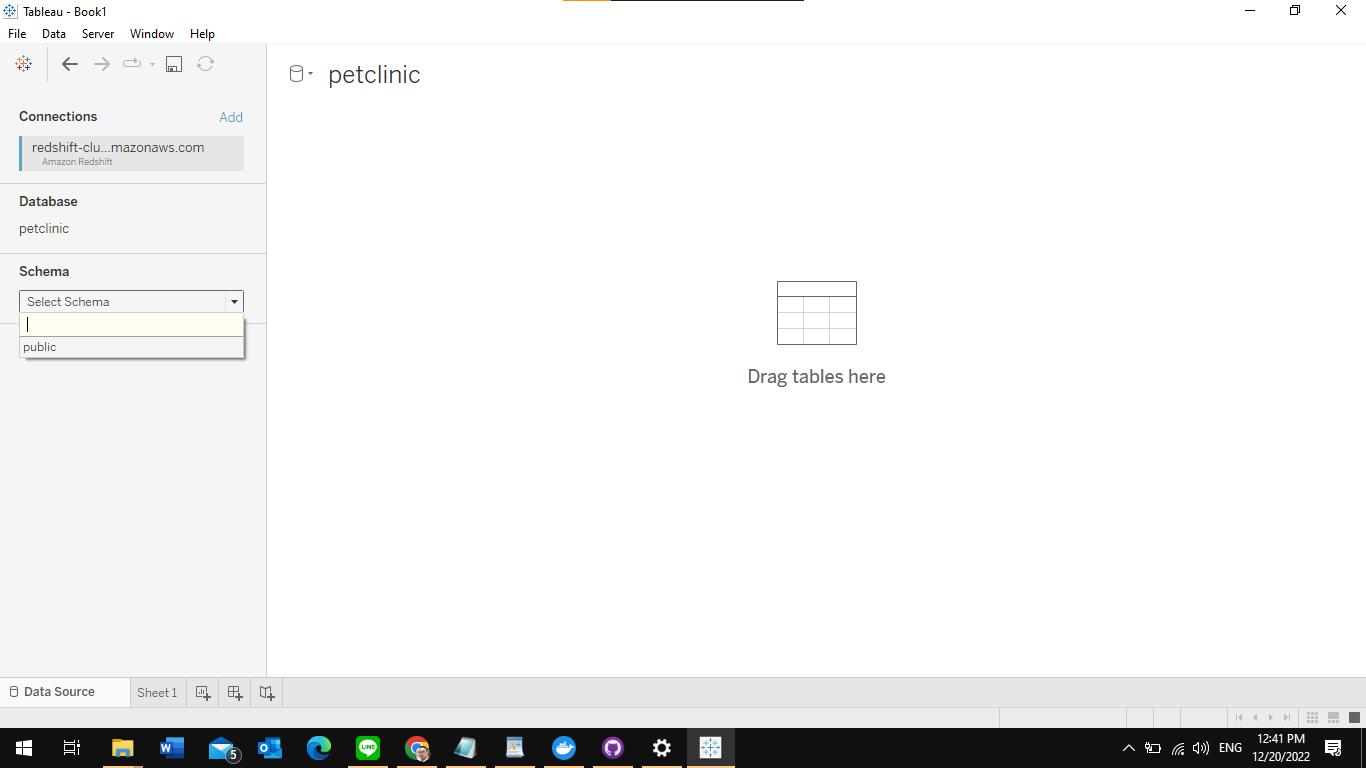 Tableau - Book1
File Data Server Window Help
petclinic
Connections Add
redshift-clu...mazonaws.com
Amazon Redshift
Database
petclinic
Schema
Select Schema
public
Drag tables here
Data Source Sheet 1
5
ENG
12:41 PM
12/20/2022
LINE